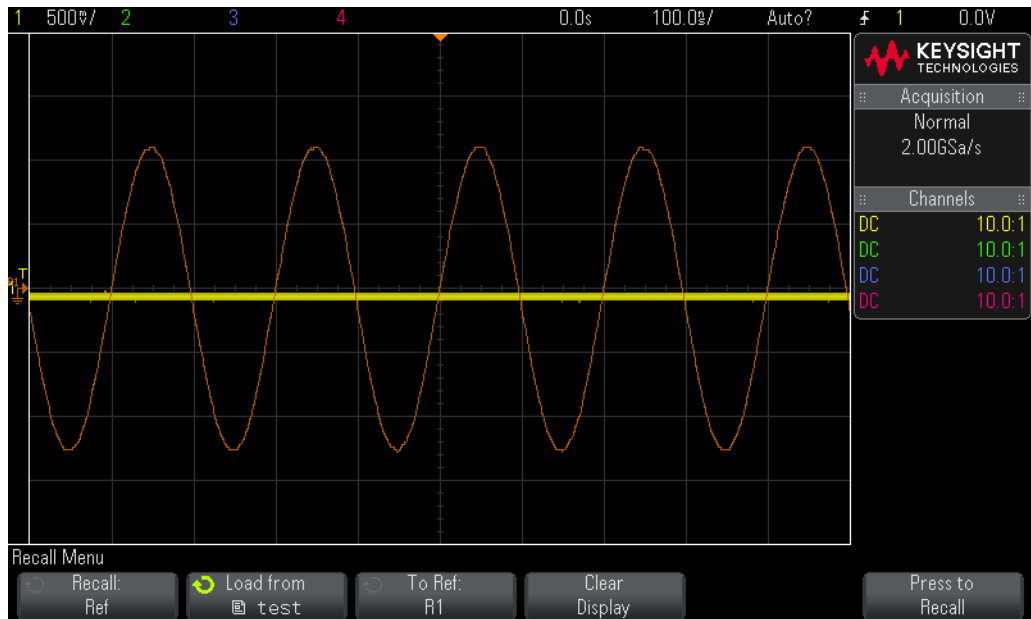 1 500mV/ 2 3 4 0.0s 100.0ns/ Auto? 1 0.0V
KEYSIGHT
TECHNOLOGIES
Acquisition
Normal
2.00GSa/s
Channels
DC 10.0:1
DC 10.0:1
DC 10.0:1
DC 10.0:1
T
Recall Menu
Recall:
Ref
Load from
test
To Ref:
R1
Clear
Display
Press to
Recall